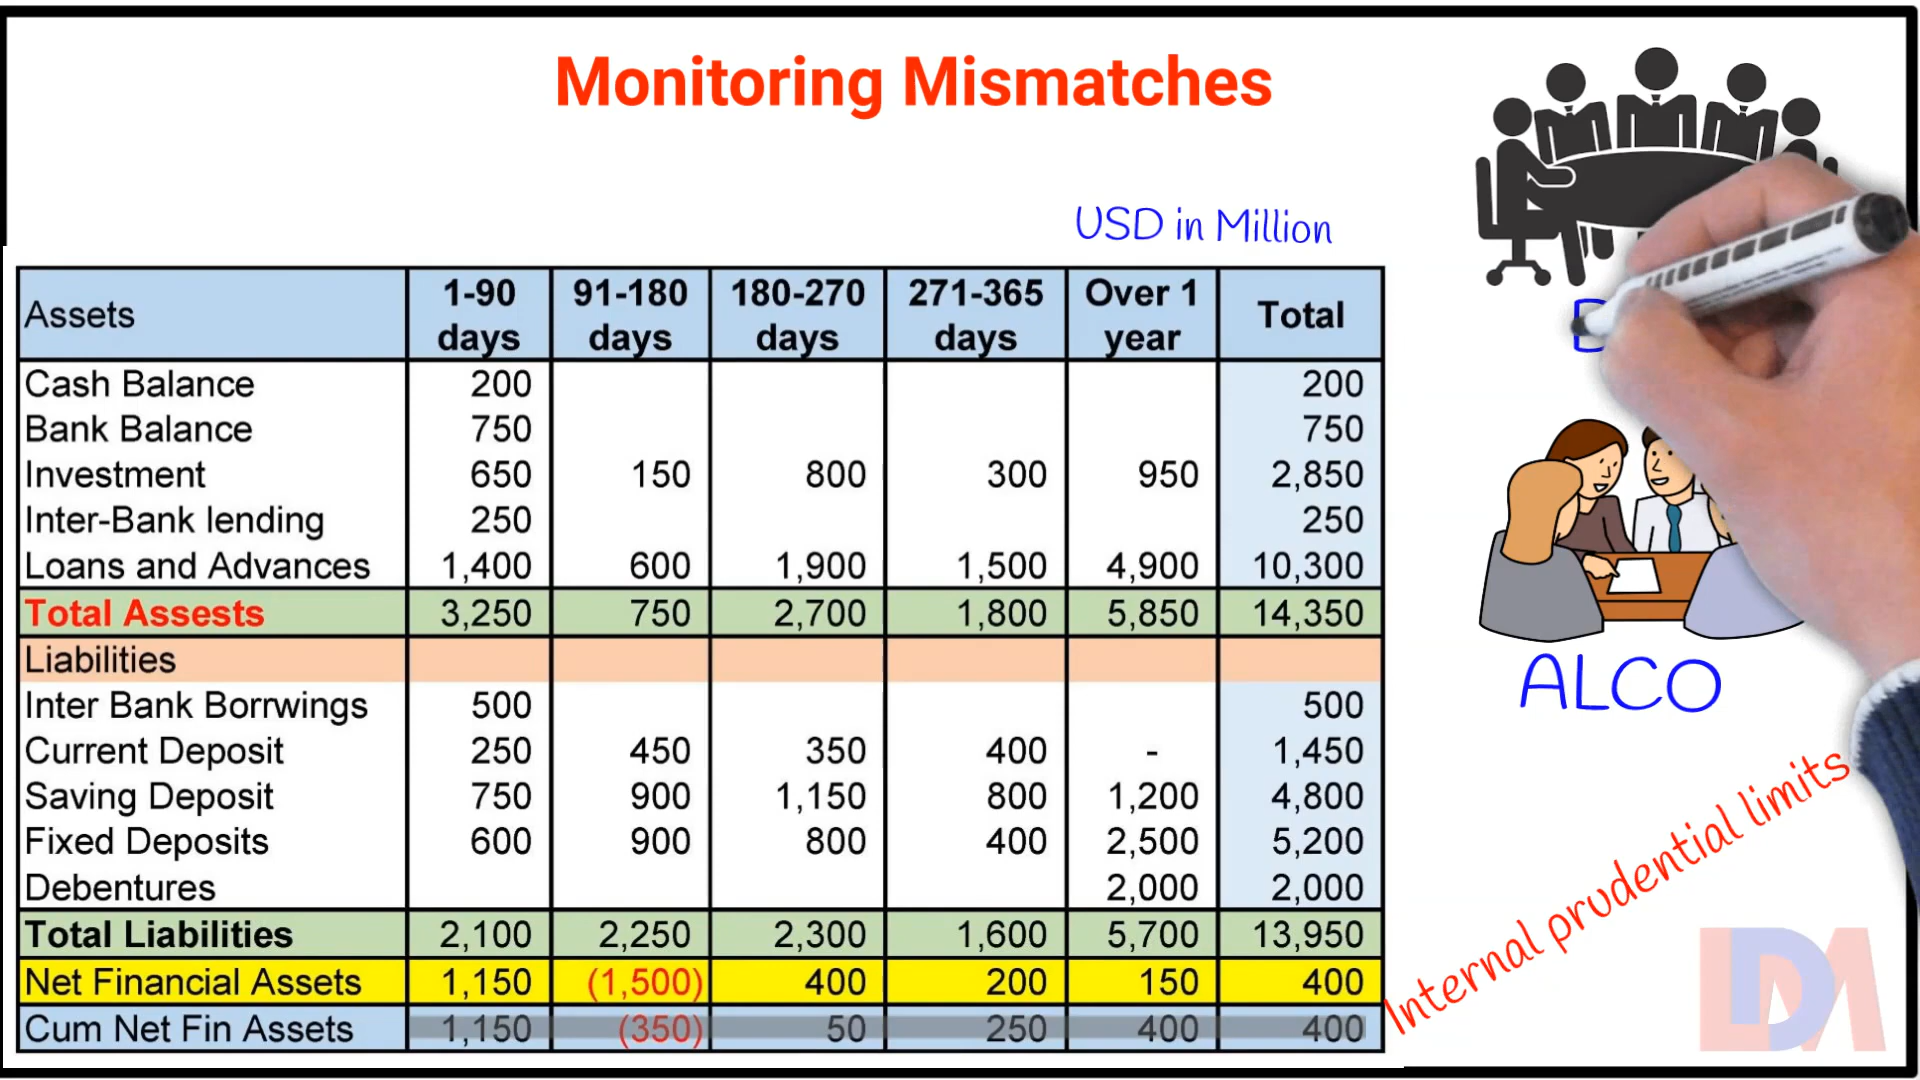 Monitoring Mismatches
USD in Million
Assets 1-90 days 91-180 days 180-270 days 271-365 days Over 1 year Total
Cash Balance 200 200
Bank Balance 750 750
Investment 650 150 800 300 950 2,850
Inter-Bank lending 250 250
Loans and Advances 1,400 600 1,900 1,500 4,900 10,300
Total Assests 3,250 750 2,700 1,800 5,850 14,350
Liabilities
Inter Bank Borrwings 500 500
Current Deposit 250 450 350 400 - 1,450
Saving Deposit 750 900 1,150 800 1,200 4,800
Fixed Deposits 600 900 800 400 2,500 5,200
Debentures 2,000 2,000
Total Liabilities 2,100 2,250 2,300 1,600 5,700 13,950
Net Financial Assets 1,150 (1,500) 400 200 150 400
Cum Net Fin Assets 1,150 (350) 50 250 400 400
ALCO
Internal prudential limits
LDM